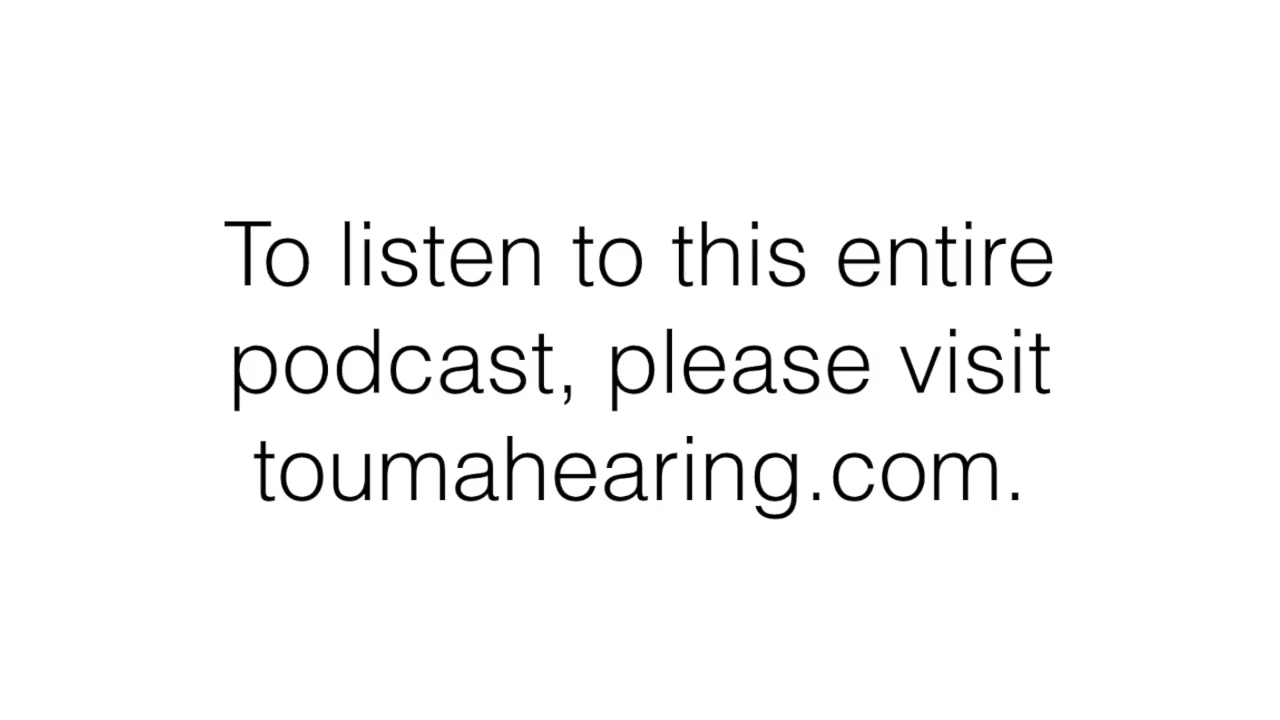 To listen to this entire
podcast, please visit
toumahearing.com.